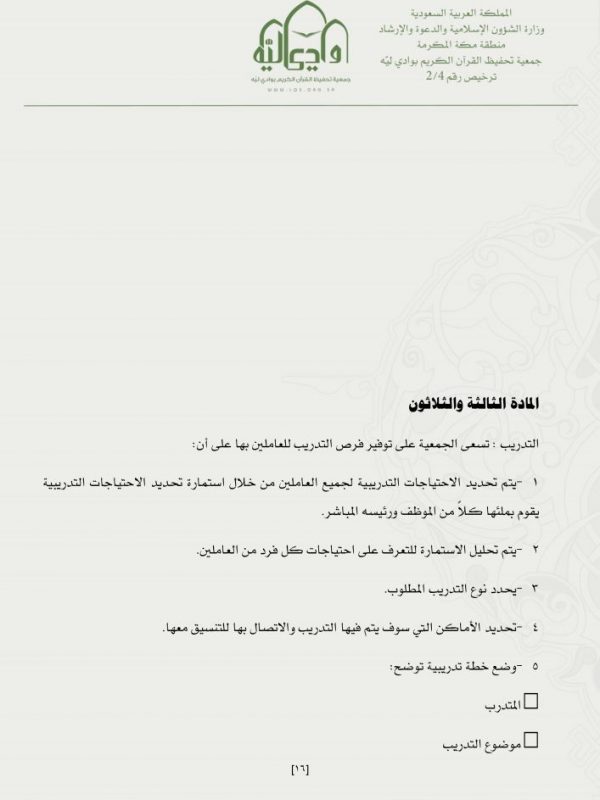 المملكة العربية السعودية
وزارة الشؤون الإسلامية والدعوة والإرشاد
منطقة مكة المكرمة
جمعية تحفيظ القرآن الكريم بوادي ليّه
ترخيص رقم 2/4
وادي ليّه
جمعية تحفيظ القرآن الكريم بوادي ليه
WWW.IQS.ORG.SA
المادة الثالثة والثلاثون
التدريب : تسعى الجمعية على توفير فرص التدريب للعاملين بها على أن:
١ -يتم تحديد الاحتياجات التدريبية لجميع العاملين من خلال استمارة تحديد الاحتياجات التدريبية
يقوم بملئها كلاً من الموظف ورئيسه المباشر.
٢ -يتم تحليل الاستمارة للتعرف على احتياجات كل فرد من العاملين.
٣ -يحدد نوع التدريب المطلوب.
٤ -تحديد الأماكن التي سوف يتم فيها التدريب والاتصال بها للتنسيق معها.
٥ -وضع خطة تدريبية توضح:
المتدرب
موضوع التدريب
[١٦]